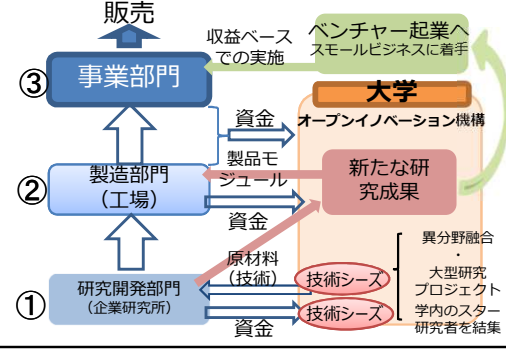 販売
③
事業部門
収益ベース
での実施
ベンチャー起業へ
スモールビジネスに着手
大学
オープンイノベーション機構
資金
②
製造部門
（工場）
製品モ
ジュール
資金
新たな研
究成果
原材料
（技術）
①
研究開発部門
（企業研究所）
資金
技術シーズ
技術シーズ
異分野融合
・
大型研究
プロジェクト
学内のスター
研究者を結集